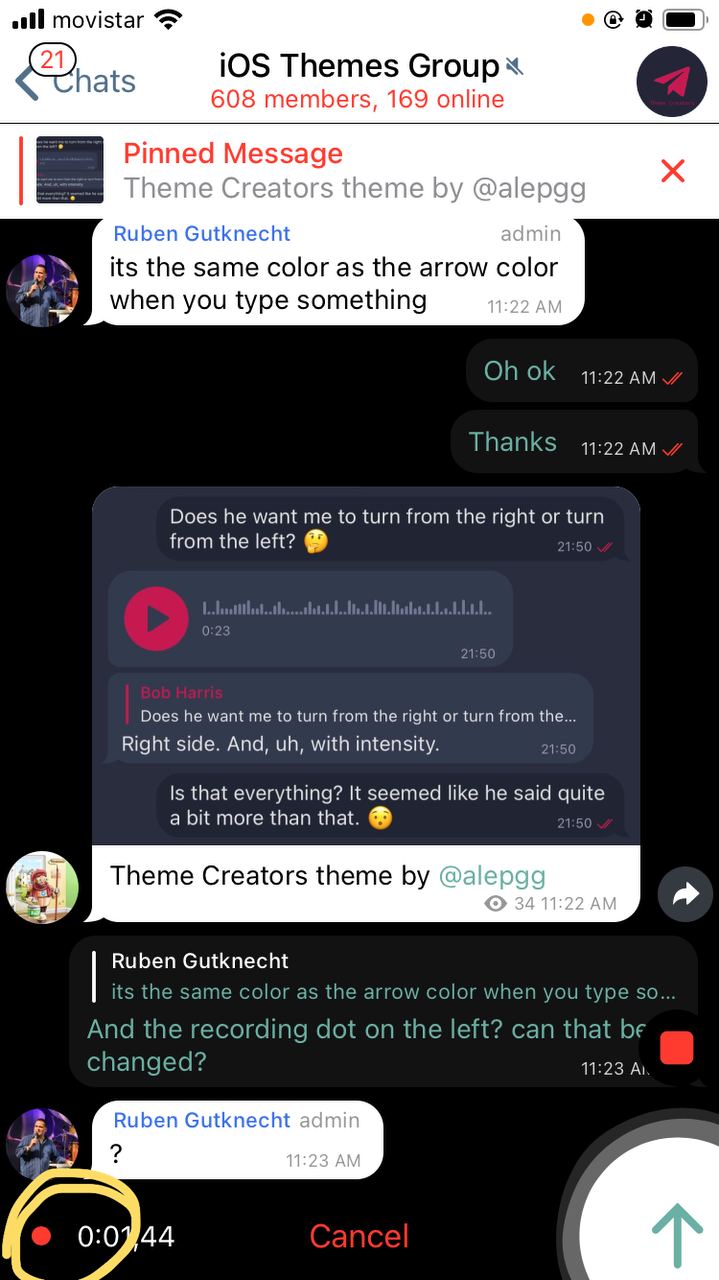 movistar
21
Chats
iOS Themes Group
608 members, 169 online
Pinned Message
Theme Creators theme by @alepgg
Ruben Gutknecht admin
its the same color as the arrow color
when you type something 11:22 AM
Oh ok 11:22 AM
Thanks 11:22 AM
Does he want me to turn from the right or turn
from the left? 🤔 21:50
0:23
21:50
Bob Harris
Does he want me to turn from the right or turn from the...
Right side. And, uh, with intensity. 21:50
Is that everything? It seemed like he said quite
a bit more than that. 😯 21:50
Theme Creators theme by @alepgg
34 11:22 AM
Ruben Gutknecht
its the same color as the arrow color when you type so...
And the recording dot on the left? can that be
changed? 11:23 A
Ruben Gutknecht admin
? 11:23 AM
0:01,44 Cancel